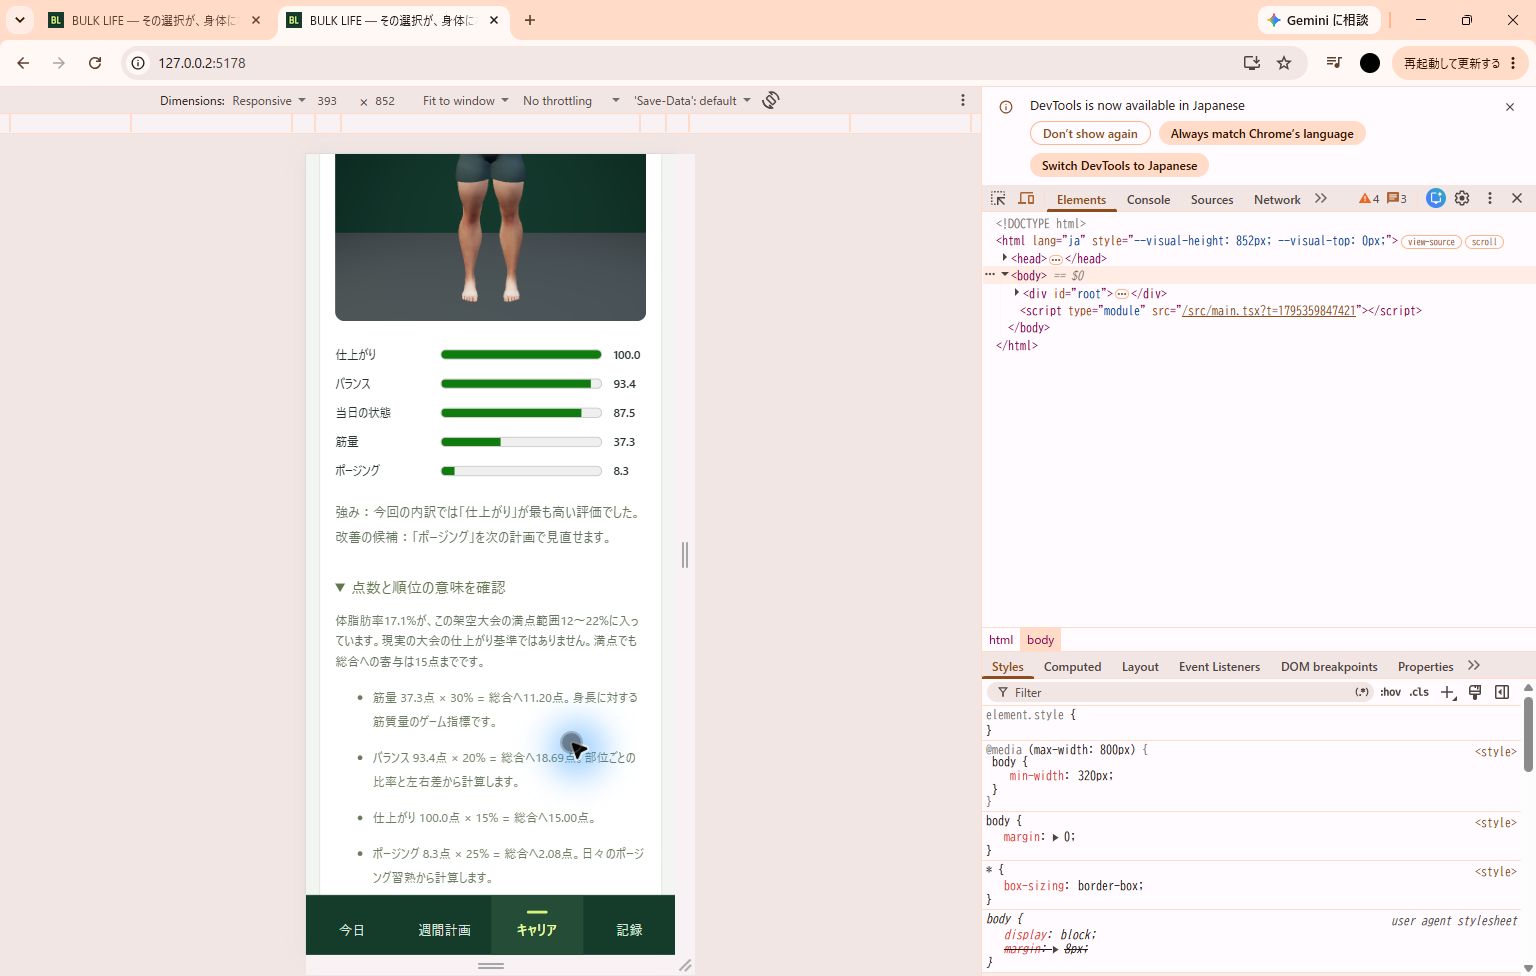 BL BULK LIFE — その選択が、身体に
BL BULK LIFE — その選択が、身体に
Gemini に相談
127.0.0.2:5178
再起動して更新する
Dimensions: Responsive 393 × 852 Fit to window No throttling 'Save-Data': default
仕上がり 100.0
バランス 93.4
当日の状態 87.5
筋量 37.3
ポージング 8.3
強み：今回の内訳では「仕上がり」が最も高い評価でした。
改善の候補：「ポージング」を次の計画で見直せます。
▼ 点数と順位の意味を確認
体脂肪率17.1%が、この架空大会の満点範囲12〜22%に入っ
ています。現実の大会の仕上がり基準ではありません。満点でも
総合への寄与は15点までです。
• 筋量 37.3点 × 30% = 総合へ11.20点。身長に対する
筋質量のゲーム指標です。
• バランス 93.4点 × 20% = 総合へ18.69点。部位ごとの
比率と左右差から計算します。
• 仕上がり 100.0点 × 15% = 総合へ15.00点。
• ポージング 8.3点 × 25% = 総合へ2.08点。日々のポージ
ング習熟から計算します。
今日 週間計画 キャリア 記録
DevTools is now available in Japanese
Don't show again Always match Chrome's language
Switch DevTools to Japanese
Elements Console Sources Network 4 3
<!DOCTYPE html>
<html lang="ja" style="--visual-height: 852px; --visual-top: 0px;"> view-source scroll
<head>…</head>
<body> == $0
<div id="root">…</div>
<script type="module" src="/src/main.tsx?t=1795359847421"></script>
</body>
</html>
html body
Styles Computed Layout Event Listeners DOM breakpoints Properties
Filter (.*) :hov .cls
element.style {
}
@media (max-width: 800px) {
body { <style>
min-width: 320px;
}
}
body { <style>
margin: ▶ 0;
}
* { <style>
box-sizing: border-box;
}
body { user agent stylesheet
display: block;
margin: ▶ 8px;
}